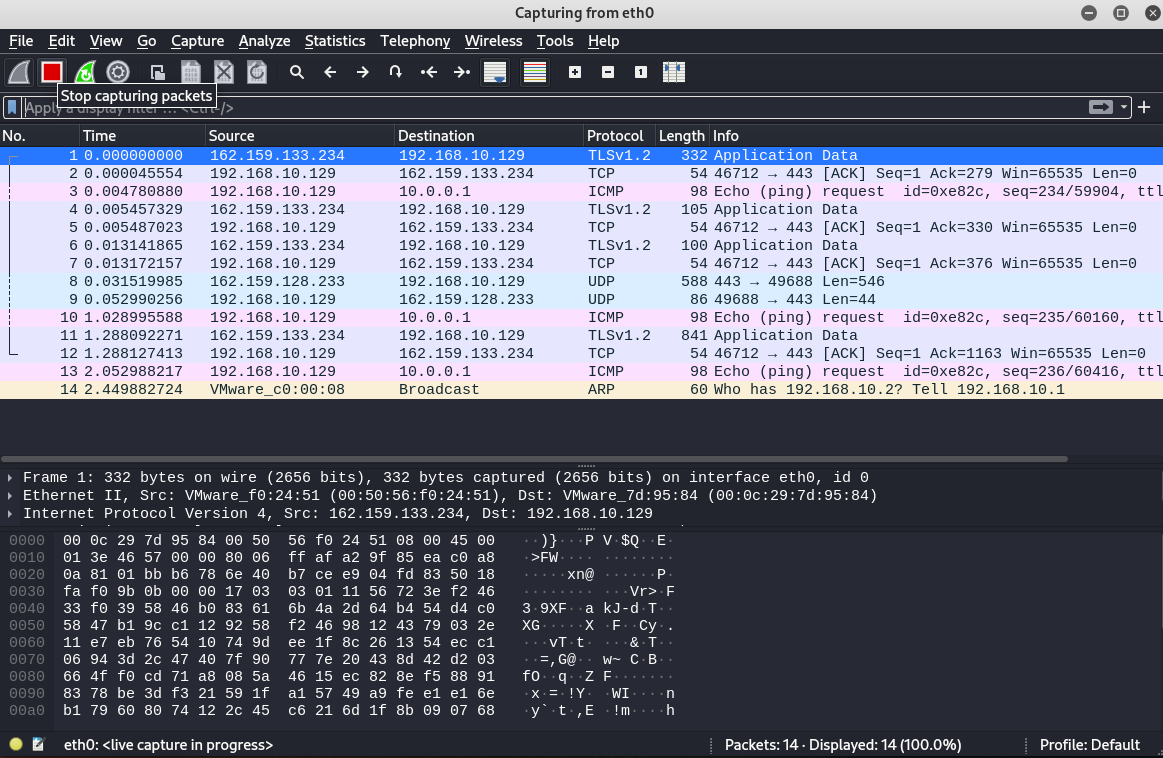 Capturing from eth0
File Edit View Go Capture Analyze Statistics Telephony Wireless Tools Help
Stop capturing packets
Apply a display filter … <Ctrl-/>
No. Time Source Destination Protocol Length Info
1 0.000000000 162.159.133.234 192.168.10.129 TLSv1.2 332 Application Data
2 0.000045554 192.168.10.129 162.159.133.234 TCP 54 46712 → 443 [ACK] Seq=1 Ack=279 Win=65535 Len=0
3 0.004780880 192.168.10.129 10.0.0.1 ICMP 98 Echo (ping) request id=0xe82c, seq=234/59904, ttl
4 0.005457329 162.159.133.234 192.168.10.129 TLSv1.2 105 Application Data
5 0.005487023 192.168.10.129 162.159.133.234 TCP 54 46712 → 443 [ACK] Seq=1 Ack=330 Win=65535 Len=0
6 0.013141865 162.159.133.234 192.168.10.129 TLSv1.2 100 Application Data
7 0.013172157 192.168.10.129 162.159.133.234 TCP 54 46712 → 443 [ACK] Seq=1 Ack=376 Win=65535 Len=0
8 0.031519985 162.159.128.233 192.168.10.129 UDP 588 443 → 49688 Len=546
9 0.052990256 192.168.10.129 162.159.128.233 UDP 86 49688 → 443 Len=44
10 1.028995588 192.168.10.129 10.0.0.1 ICMP 98 Echo (ping) request id=0xe82c, seq=235/60160, ttl
11 1.288092271 162.159.133.234 192.168.10.129 TLSv1.2 841 Application Data
12 1.288127413 192.168.10.129 162.159.133.234 TCP 54 46712 → 443 [ACK] Seq=1 Ack=1163 Win=65535 Len=0
13 2.052988217 192.168.10.129 10.0.0.1 ICMP 98 Echo (ping) request id=0xe82c, seq=236/60416, ttl
14 2.449882724 VMware_c0:00:08 Broadcast ARP 60 Who has 192.168.10.2? Tell 192.168.10.1
Frame 1: 332 bytes on wire (2656 bits), 332 bytes captured (2656 bits) on interface eth0, id 0
Ethernet II, Src: VMware_f0:24:51 (00:50:56:f0:24:51), Dst: VMware_7d:95:84 (00:0c:29:7d:95:84)
Internet Protocol Version 4, Src: 162.159.133.234, Dst: 192.168.10.129
0000 00 0c 29 7d 95 84 00 50 56 f0 24 51 08 00 45 00 ··)}···P V·$Q··E·
0010 01 3e 46 57 00 00 80 06 ff af a2 9f 85 ea c0 a8 ·>FW···· ········
0020 0a 81 01 bb b6 78 6e 40 b7 ce e9 04 fd 83 50 18 ·····xn@ ······P·
0030 fa f0 9b 0b 00 00 17 03 03 01 11 56 72 3e f2 46 ········ ···Vr>·F
0040 33 f0 39 58 46 b0 83 61 6b 4a 2d 64 b4 54 d4 c0 3·9XF··a kJ-d·T··
0050 58 47 b1 9c c1 12 92 58 f2 46 98 12 43 79 03 2e XG·····X ·F··Cy·.
0060 11 e7 eb 76 54 10 74 9d ee 1f 8c 26 13 54 ec c1 ···vT·t· ···&·T··
0070 06 94 3d 2c 47 40 7f 90 77 7e 20 43 8d 42 d2 03 ··=,G@·· w~ C·B··
0080 66 4f f0 cd 71 a8 08 5a 46 15 ec 82 8e f5 88 91 fO··q··Z F·······
0090 83 78 be 3d f3 21 59 1f a1 57 49 a9 fe e1 e1 6e ·x·=·!Y· ·WI····n
00a0 b1 79 60 80 74 12 2c 45 c6 21 6d 1f 8b 09 07 68 ·y`·t·,E ·!m····h
eth0: <live capture in progress> Packets: 14 · Displayed: 14 (100.0%) Profile: Default